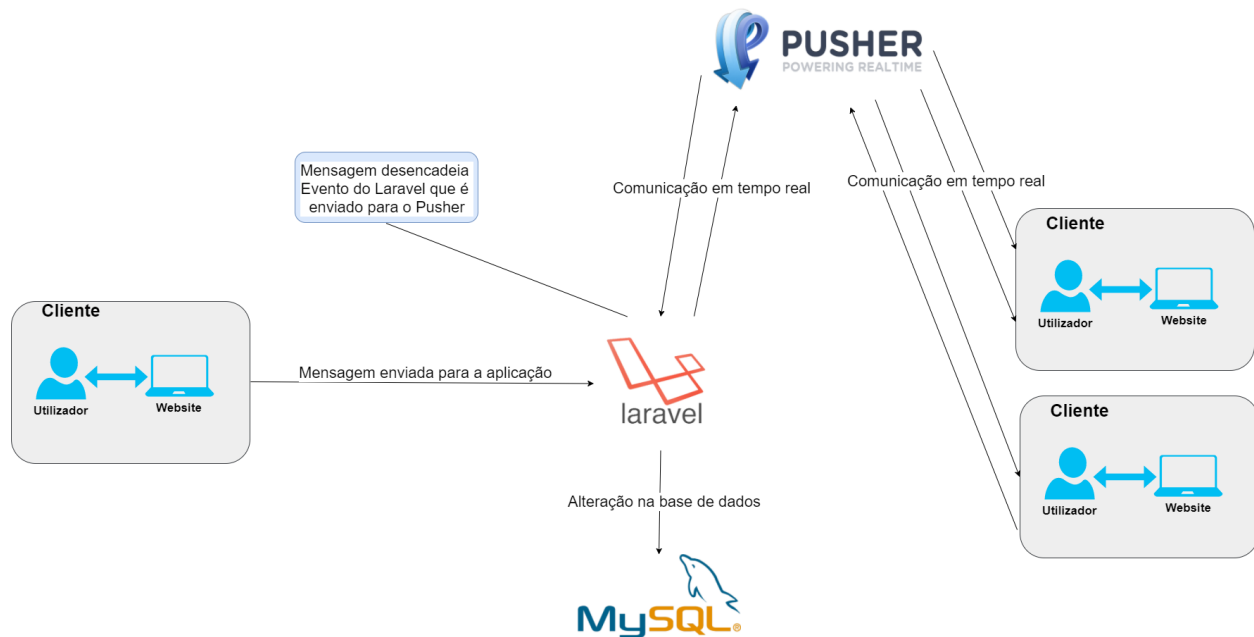 PUSHER
POWERING REALTIME
Mensagem desencadeia
Evento do Laravel que é
enviado para o Pusher
Comunicação em tempo real
Comunicação em tempo real
Cliente
Utilizador
Website
Cliente
Utilizador
Website
Mensagem enviada para a aplicação
laravel
Cliente
Utilizador
Website
Alteração na base de dados
MySQL®